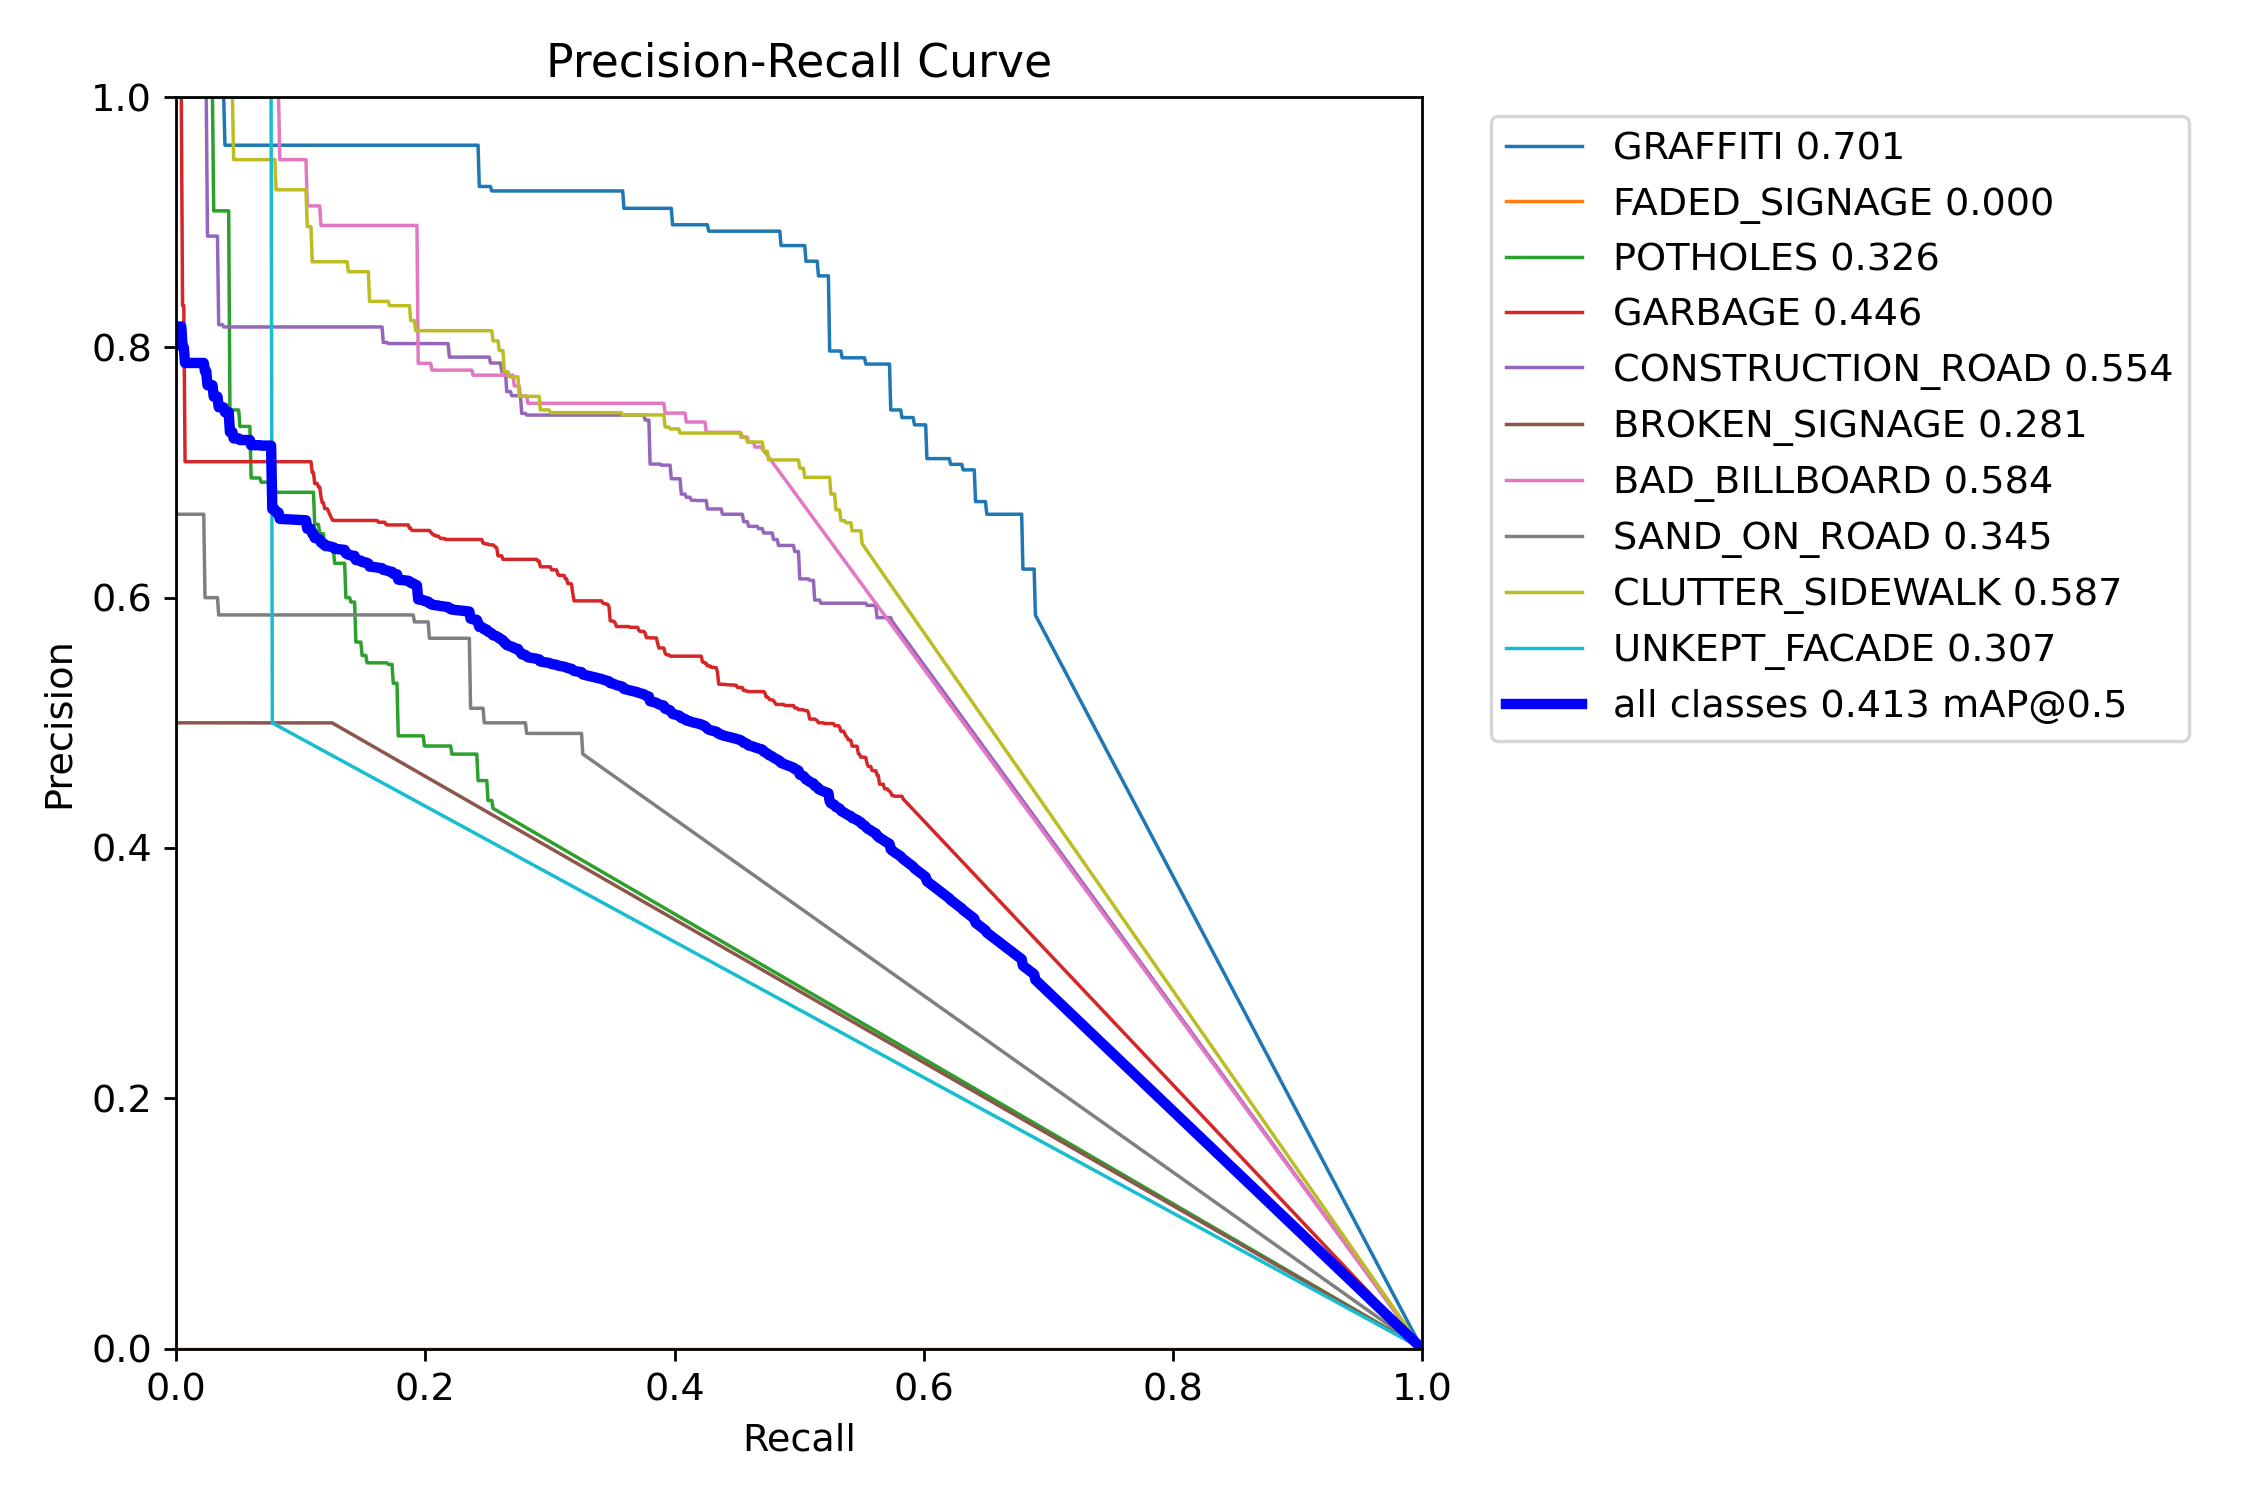 Precision-Recall Curve
1.0
0.8
0.6
0.4
0.2
0.0
Precision
0.0 0.2 0.4 0.6 0.8 1.0
Recall
GRAFFITI 0.701
FADED_SIGNAGE 0.000
POTHOLES 0.326
GARBAGE 0.446
CONSTRUCTION_ROAD 0.554
BROKEN_SIGNAGE 0.281
BAD_BILLBOARD 0.584
SAND_ON_ROAD 0.345
CLUTTER_SIDEWALK 0.587
UNKEPT_FACADE 0.307
all classes 0.413 mAP@0.5